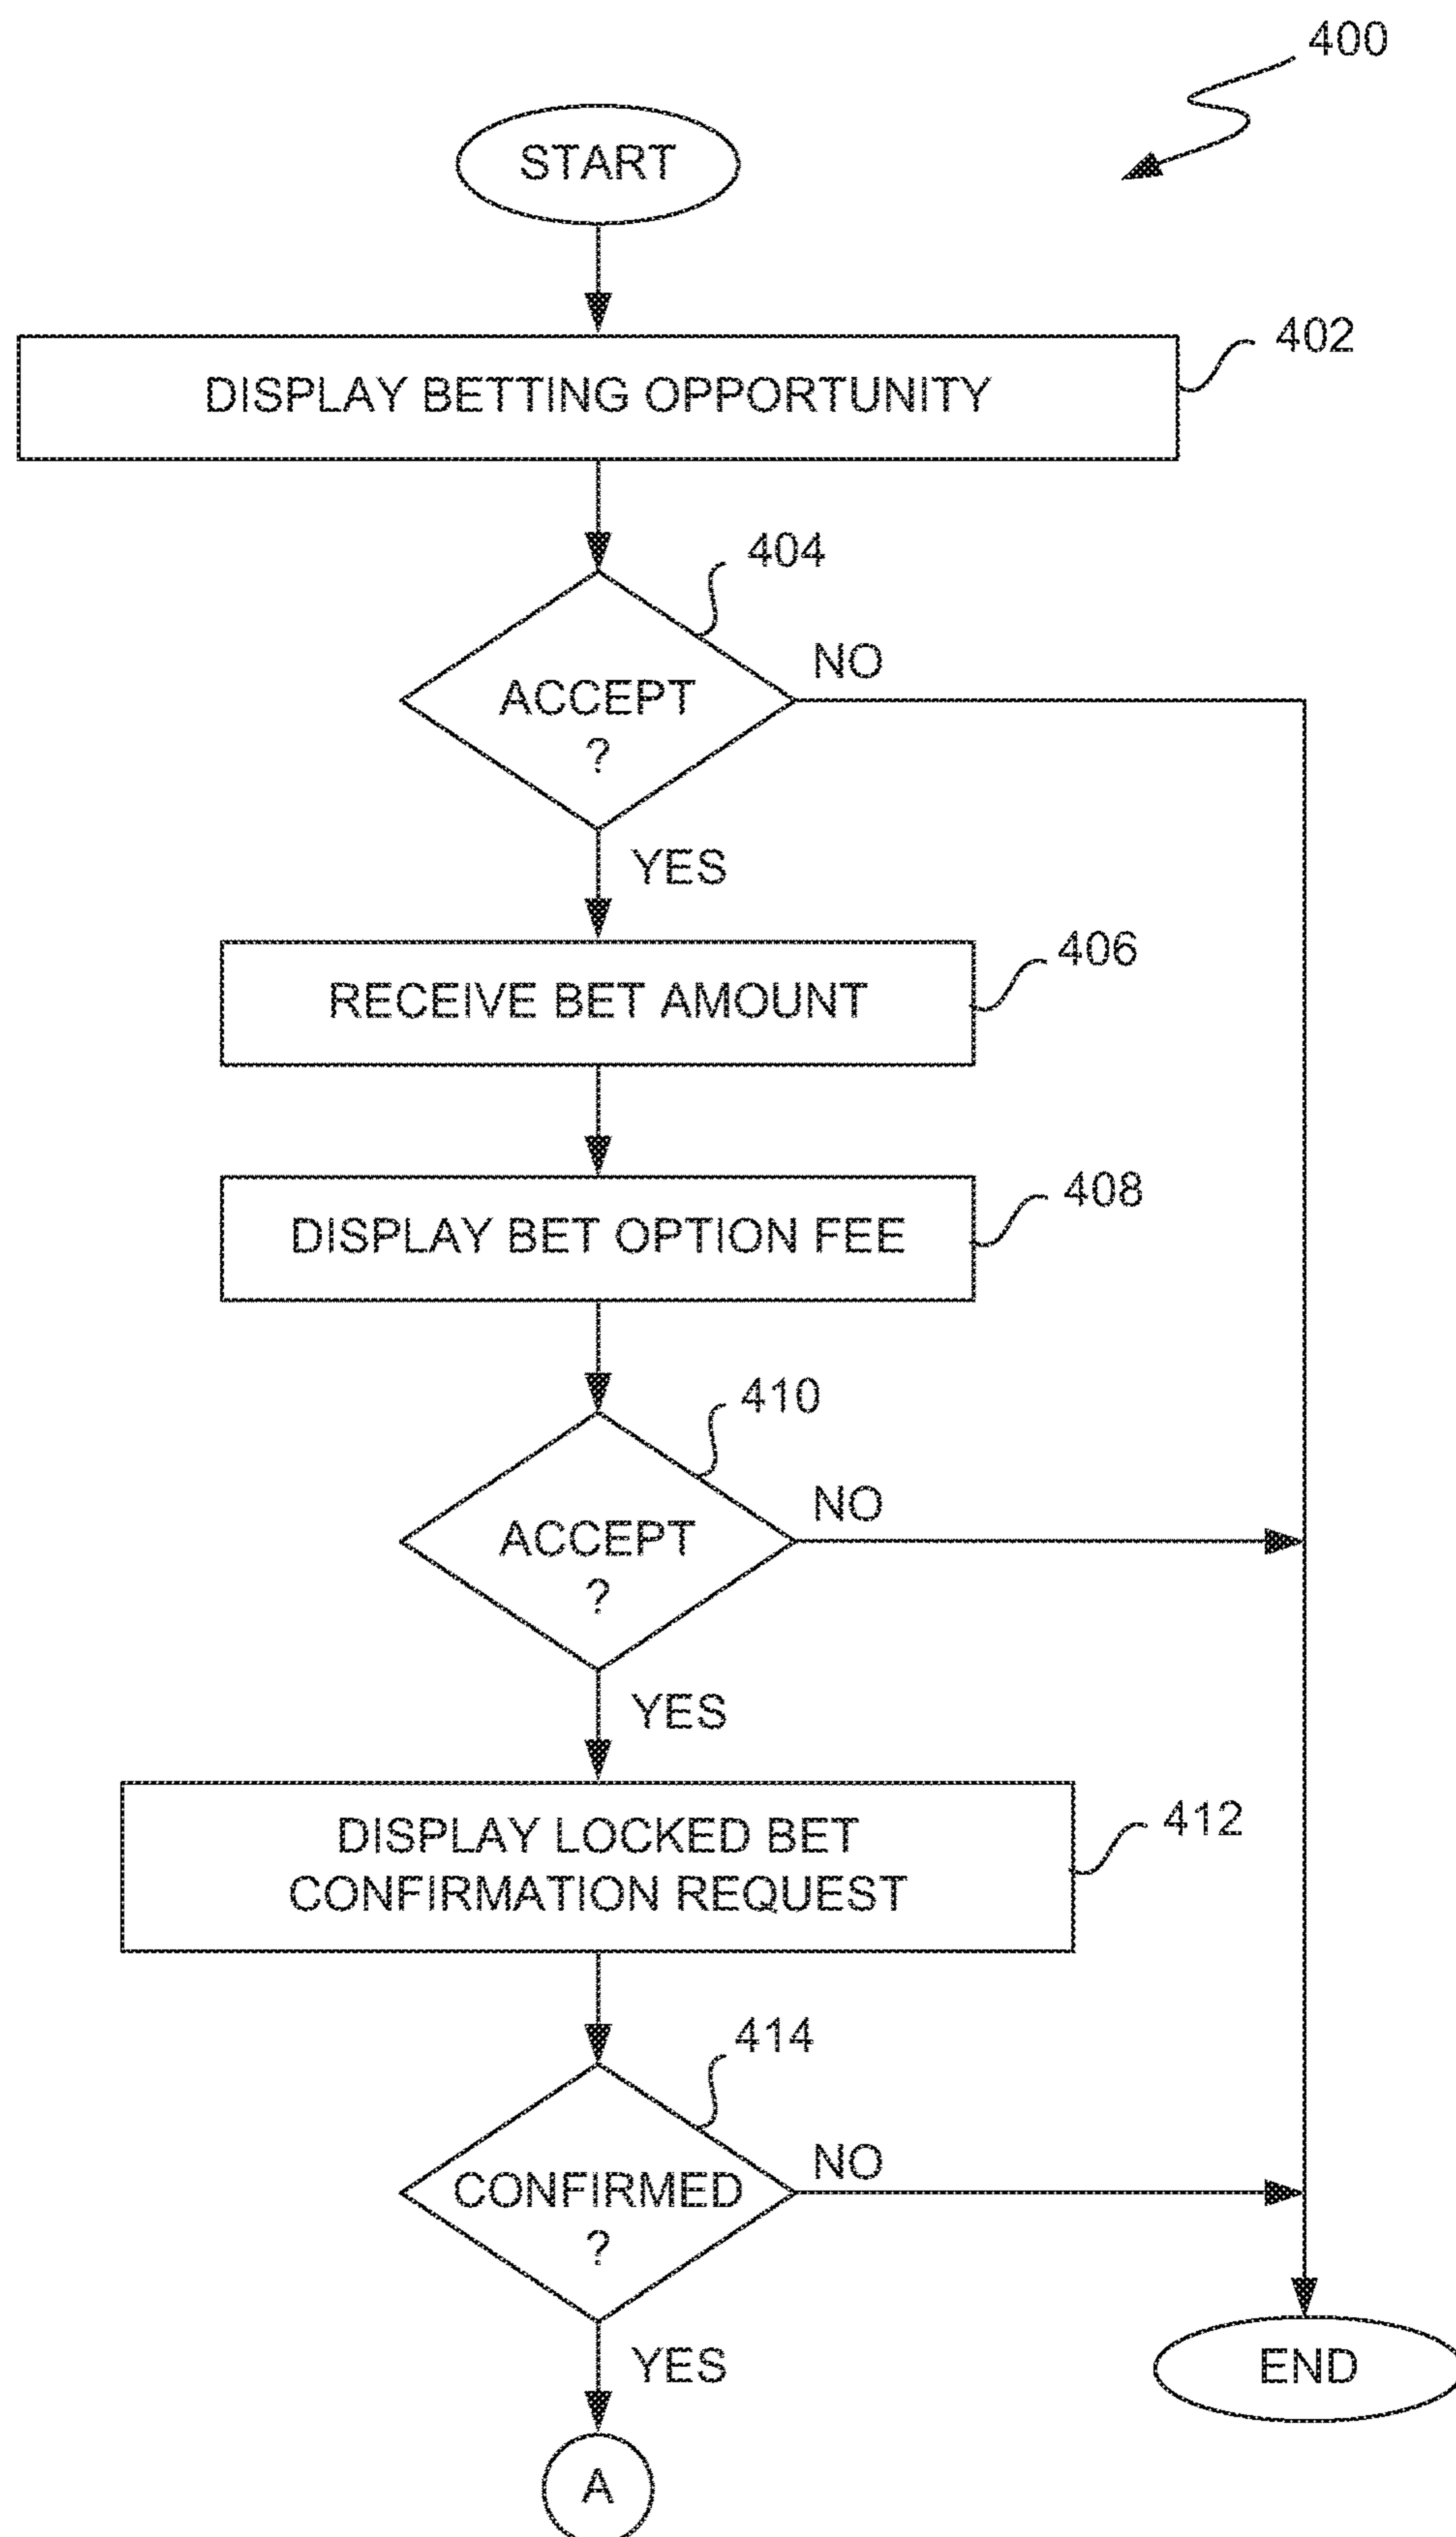 400
START
402
DISPLAY BETTING OPPORTUNITY
404
NO
ACCEPT
?
YES
406
RECEIVE BET AMOUNT
408
DISPLAY BET OPTION FEE
410
NO
ACCEPT
?
YES
412
DISPLAY LOCKED BET
CONFIRMATION REQUEST
414
NO
CONFIRMED
?
YES
END
A